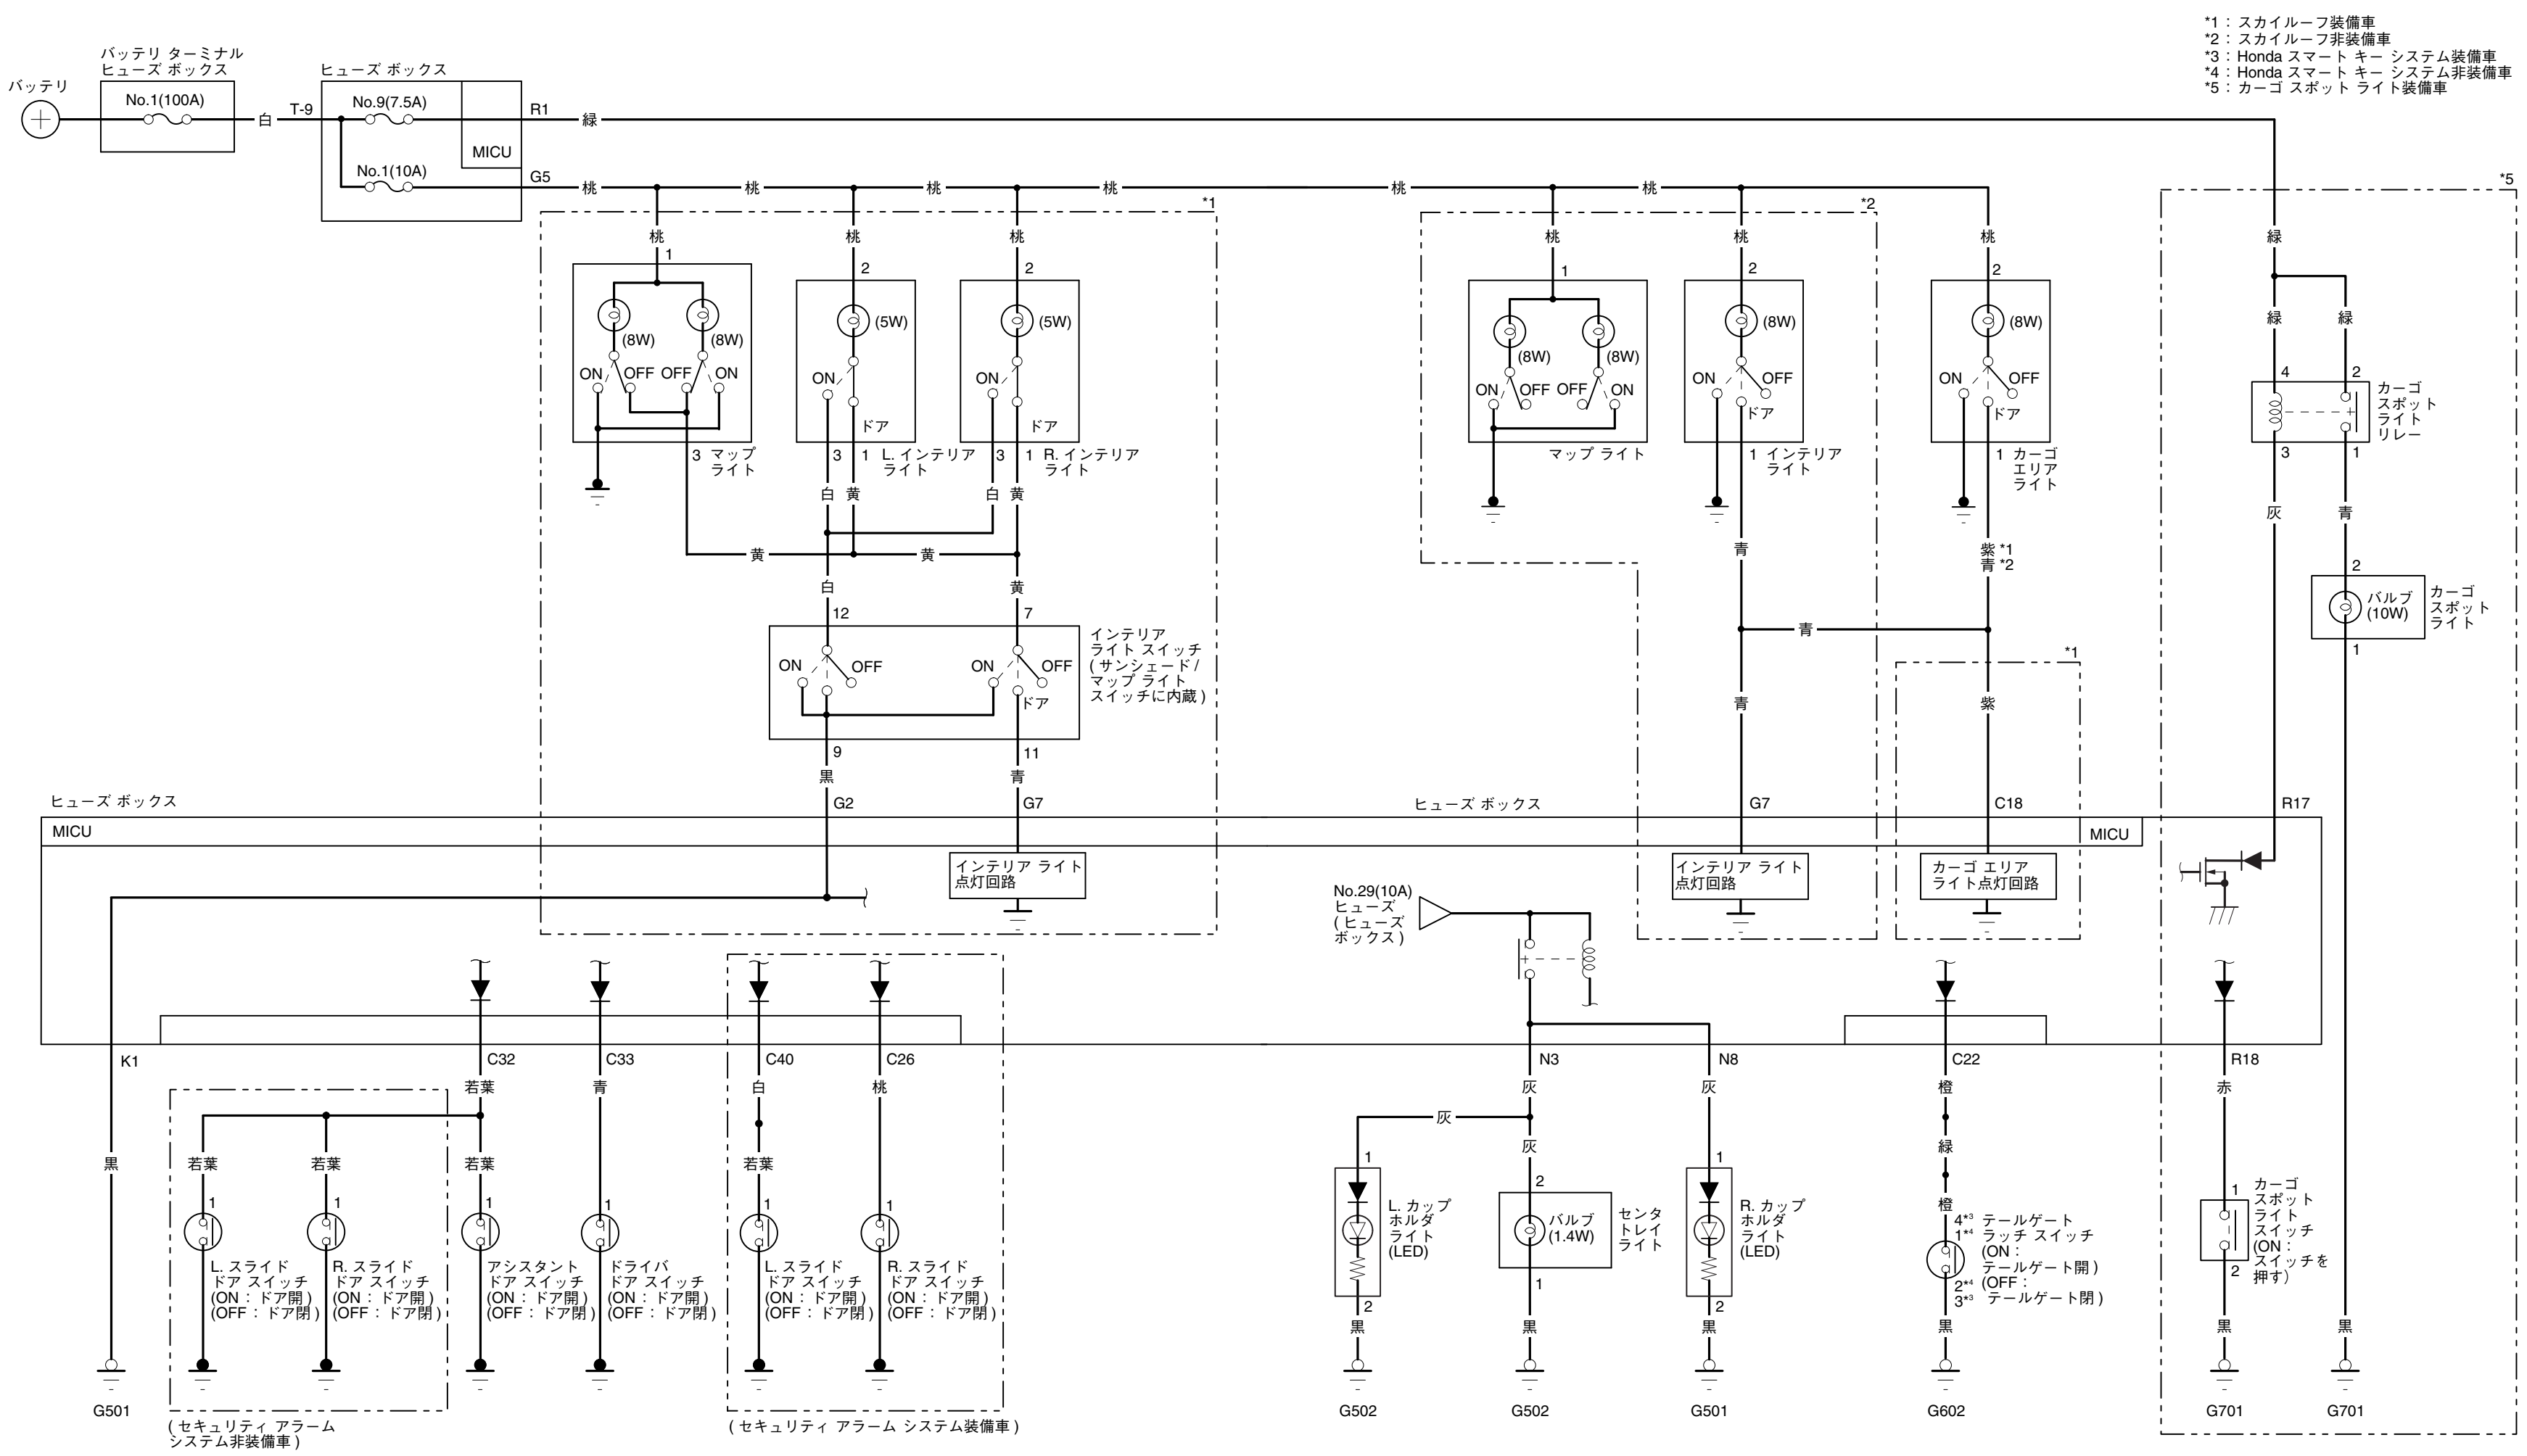 *1 : スカイルーフ装備車
*2 : スカイルーフ非装備車
*3 : Honda スマート キー システム装備車
*4 : Honda スマート キー システム非装備車
*5 : カーゴ スポット ライト装備車
バッテリ
バッテリ ターミナル
ヒューズ ボックス
No.1(100A)
白
T-9
ヒューズ ボックス
No.9(7.5A)
No.1(10A)
MICU
R1
緑
G5
桃
桃
桃
桃
桃
桃
*1
*2
*5
桃
1
(8W)
(8W)
ON
OFF
OFF
ON
3
マップ
ライト
桃
2
(5W)
ON
ドア
3
1
L. インテリア
ライト
桃
2
(5W)
ON
ドア
3
1
R. インテリア
ライト
白
黄
白
黄
黄
黄
白
黄
12
7
ON
OFF
ON
OFF
ドア
インテリア
ライト スイッチ
( サンシェード /
マップ ライト
スイッチに内蔵 )
9
11
黒
青
G2
G7
インテリア ライト
点灯回路
桃
1
(8W)
(8W)
ON
OFF
OFF
ON
マップ ライト
桃
2
(8W)
ON
OFF
ドア
1
インテリア
ライト
青
桃
2
(8W)
ON
OFF
ドア
1
カーゴ
エリア
ライト
紫 *1
青 *2
青
*1
青
紫
G7
C18
インテリア ライト
点灯回路
カーゴ エリア
ライト点灯回路
緑
緑
緑
4
2
カーゴ
スポット
ライト
リレー
3
1
灰
青
2
バルブ
(10W)
カーゴ
スポット
ライト
1
R17
ヒューズ ボックス
MICU
ヒューズ ボックス
MICU
No.29(10A)
ヒューズ
( ヒューズ
ボックス )
K1
C32
C33
C40
C26
N3
N8
C22
R18
黒
G501
若葉
若葉
若葉
若葉
1
L. スライド
ドア スイッチ
(ON : ドア開 )
(OFF : ドア閉 )
1
R. スライド
ドア スイッチ
(ON : ドア開 )
(OFF : ドア閉 )
( セキュリティ アラーム
システム非装備車 )
1
アシスタント
ドア スイッチ
(ON : ドア開 )
(OFF : ドア閉 )
青
1
ドライバ
ドア スイッチ
(ON : ドア開 )
(OFF : ドア閉 )
白
若葉
1
L. スライド
ドア スイッチ
(ON : ドア開 )
(OFF : ドア閉 )
桃
1
R. スライド
ドア スイッチ
(ON : ドア開 )
(OFF : ドア閉 )
( セキュリティ アラーム システム装備車 )
灰
灰
灰
1
L. カップ
ホルダ
ライト
(LED)
2
黒
G502
2
バルブ
(1.4W)
センタ
トレイ
ライト
1
黒
G502
灰
1
R. カップ
ホルダ
ライト
(LED)
2
黒
G501
橙
緑
橙
4*3
1*4
テールゲート
ラッチ スイッチ
(ON :
テールゲート開 )
2*4
(OFF :
3*3
テールゲート閉 )
黒
G602
赤
1
カーゴ
スポット
ライト
スイッチ
(ON :
スイッチを
押す)
2
黒
G701
黒
G701